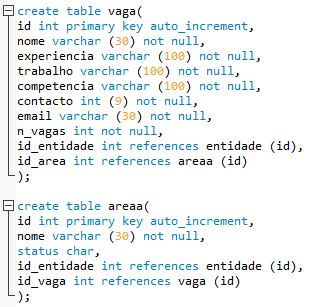 create table vaga(
id int primary key auto_increment,
nome varchar (30) not null,
experiencia varchar (100) not null,
trabalho varchar (100) not null,
competencia varchar (100) not null,
contacto int (9) not null,
email varchar (30) not null,
n_vagas int not null,
id_entidade int references entidade (id),
id_area int references areaa (id)
);
create table areaa(
id int primary key auto_increment,
nome varchar (30) not null,
status char,
id_entidade int references entidade (id),
id_vaga int references vaga (id)
);